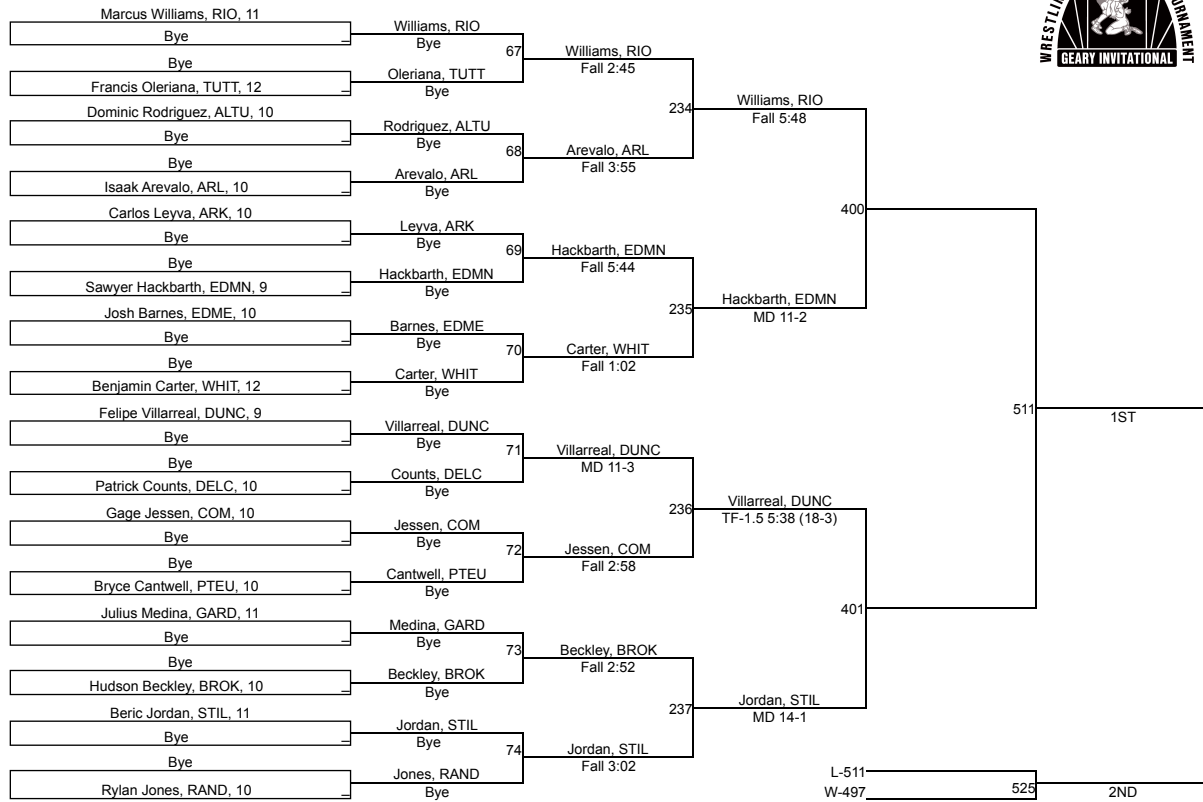 Marcus Williams, RIO, 11
Bye
Bye
Francis Oleriana, TUTT, 12
Dominic Rodriguez, ALTU, 10
Bye
Bye
Isaak Arevalo, ARL, 10
Carlos Leyva, ARK, 10
Bye
Bye
Sawyer Hackbarth, EDMN, 9
Josh Barnes, EDME, 10
Bye
Bye
Benjamin Carter, WHIT, 12
Felipe Villarreal, DUNC, 9
Bye
Bye
Patrick Counts, DELC, 10
Gage Jessen, COM, 10
Bye
Bye
Bryce Cantwell, PTEU, 10
Julius Medina, GARD, 11
Bye
Bye
Hudson Beckley, BROK, 10
Beric Jordan, STIL, 11
Bye
Bye
Rylan Jones, RAND, 10
Williams, RIO
Bye
67
Oleriana, TUTT
Bye
Rodriguez, ALTU
Bye
68
Arevalo, ARL
Bye
Leyva, ARK
Bye
69
Hackbarth, EDMN
Bye
Barnes, EDME
Bye
70
Carter, WHIT
Bye
Villarreal, DUNC
Bye
71
Counts, DELC
Bye
Jessen, COM
Bye
72
Cantwell, PTEU
Bye
Medina, GARD
Bye
73
Beckley, BROK
Bye
Jordan, STIL
Bye
74
Jones, RAND
Bye
Williams, RIO
Fall 2:45
234
Arevalo, ARL
Fall 3:55
Hackbarth, EDMN
Fall 5:44
235
Carter, WHIT
Fall 1:02
Villarreal, DUNC
MD 11-3
236
Jessen, COM
Fall 2:58
Beckley, BROK
Fall 2:52
237
Jordan, STIL
Fall 3:02
Williams, RIO
Fall 5:48
400
Hackbarth, EDMN
MD 11-2
Villarreal, DUNC
TF-1.5 5:38 (18-3)
401
Jordan, STIL
MD 14-1
511
1ST
L-511
W-497
525
2ND
GEARY INVITATIONAL